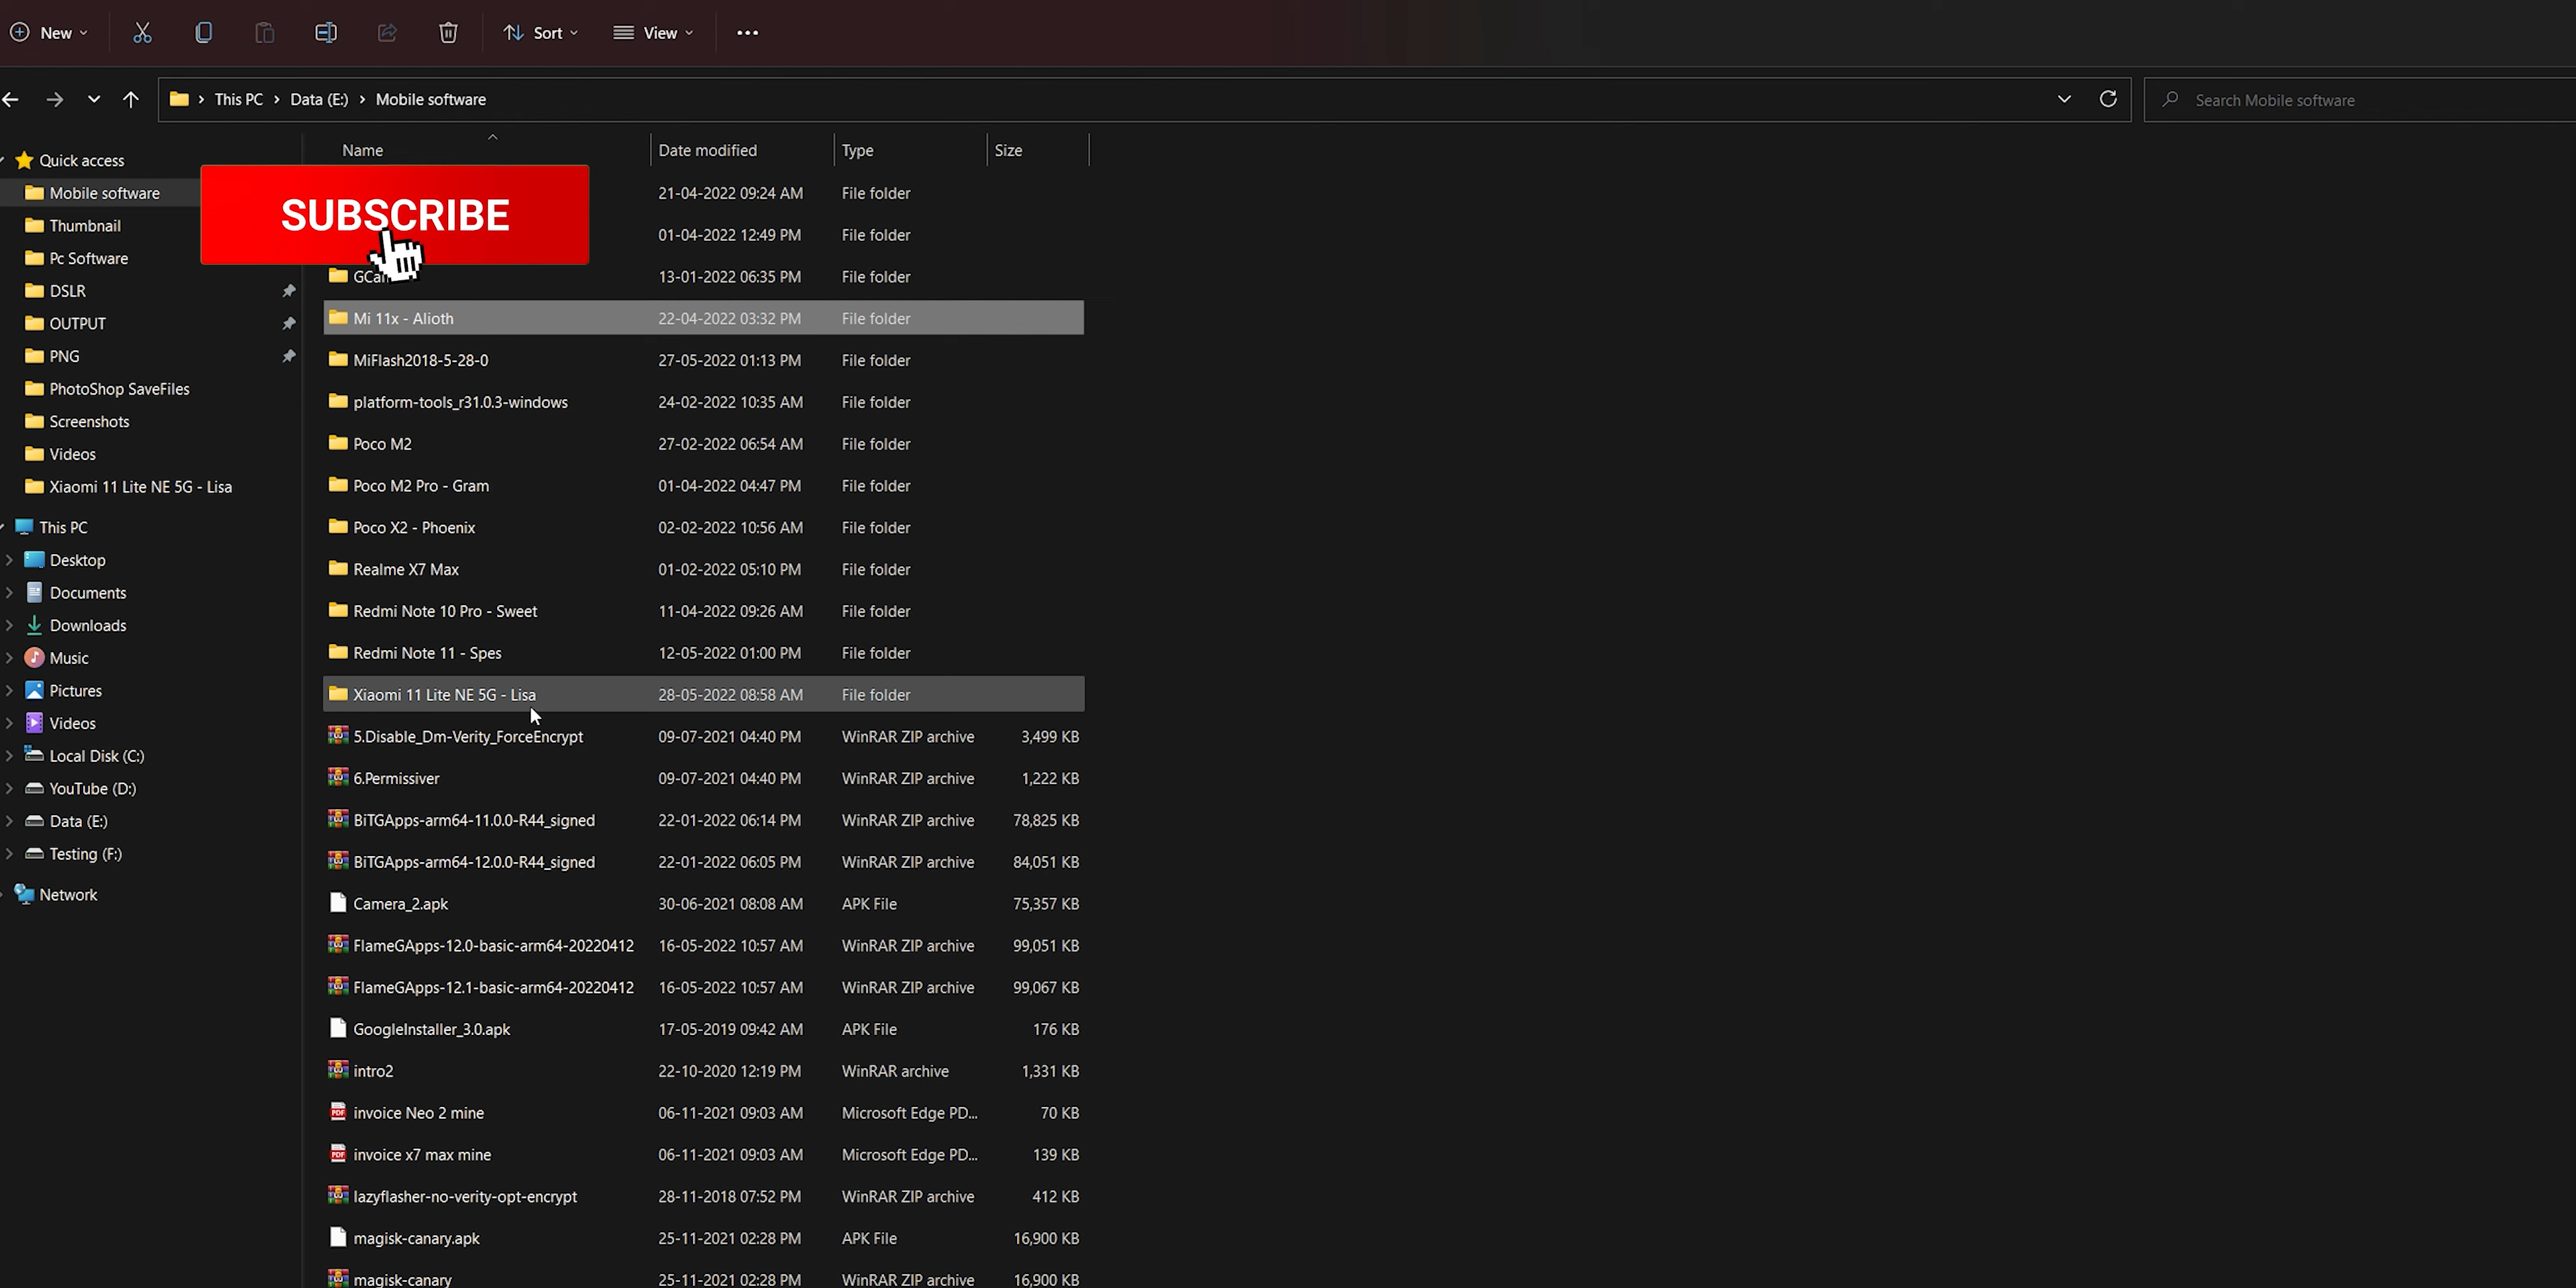 New Sort View
This PC > Data (E:) > Mobile software
Search Mobile software
Name Date modified Type Size
Quick access
Mobile software
Thumbnail
Pc Software
DSLR
OUTPUT
PNG
PhotoShop SaveFiles
Screenshots
Videos
Xiaomi 11 Lite NE 5G - Lisa
This PC
Desktop
Documents
Downloads
Music
Pictures
Videos
Local Disk (C:)
YouTube (D:)
Data (E:)
Testing (F:)
Network
SUBSCRIBE
21-04-2022 09:24 AM File folder
01-04-2022 12:49 PM File folder
13-01-2022 06:35 PM File folder
Mi 11x - Alioth 22-04-2022 03:32 PM File folder
MiFlash2018-5-28-0 27-05-2022 01:13 PM File folder
platform-tools_r31.0.3-windows 24-02-2022 10:35 AM File folder
Poco M2 27-02-2022 06:54 AM File folder
Poco M2 Pro - Gram 01-04-2022 04:47 PM File folder
Poco X2 - Phoenix 02-02-2022 10:56 AM File folder
Realme X7 Max 01-02-2022 05:10 PM File folder
Redmi Note 10 Pro - Sweet 11-04-2022 09:26 AM File folder
Redmi Note 11 - Spes 12-05-2022 01:00 PM File folder
Xiaomi 11 Lite NE 5G - Lisa 28-05-2022 08:58 AM File folder
5.Disable_Dm-Verity_ForceEncrypt 09-07-2021 04:40 PM WinRAR ZIP archive 3,499 KB
6.Permissiver 09-07-2021 04:40 PM WinRAR ZIP archive 1,222 KB
BiTGApps-arm64-11.0.0-R44_signed 22-01-2022 06:14 PM WinRAR ZIP archive 78,825 KB
BiTGApps-arm64-12.0.0-R44_signed 22-01-2022 06:05 PM WinRAR ZIP archive 84,051 KB
Camera_2.apk 30-06-2021 08:08 AM APK File 75,357 KB
FlameGApps-12.0-basic-arm64-20220412 16-05-2022 10:57 AM WinRAR ZIP archive 99,051 KB
FlameGApps-12.1-basic-arm64-20220412 16-05-2022 10:57 AM WinRAR ZIP archive 99,067 KB
GoogleInstaller_3.0.apk 17-05-2019 09:42 AM APK File 176 KB
intro2 22-10-2020 12:19 PM WinRAR archive 1,331 KB
invoice Neo 2 mine 06-11-2021 09:03 AM Microsoft Edge PD... 70 KB
invoice x7 max mine 06-11-2021 09:03 AM Microsoft Edge PD... 139 KB
lazyflasher-no-verity-opt-encrypt 28-11-2018 07:52 PM WinRAR ZIP archive 412 KB
magisk-canary.apk 25-11-2021 02:28 PM APK File 16,900 KB
magisk-canary 25-11-2021 02:28 PM WinRAR ZIP archive 16,900 KB